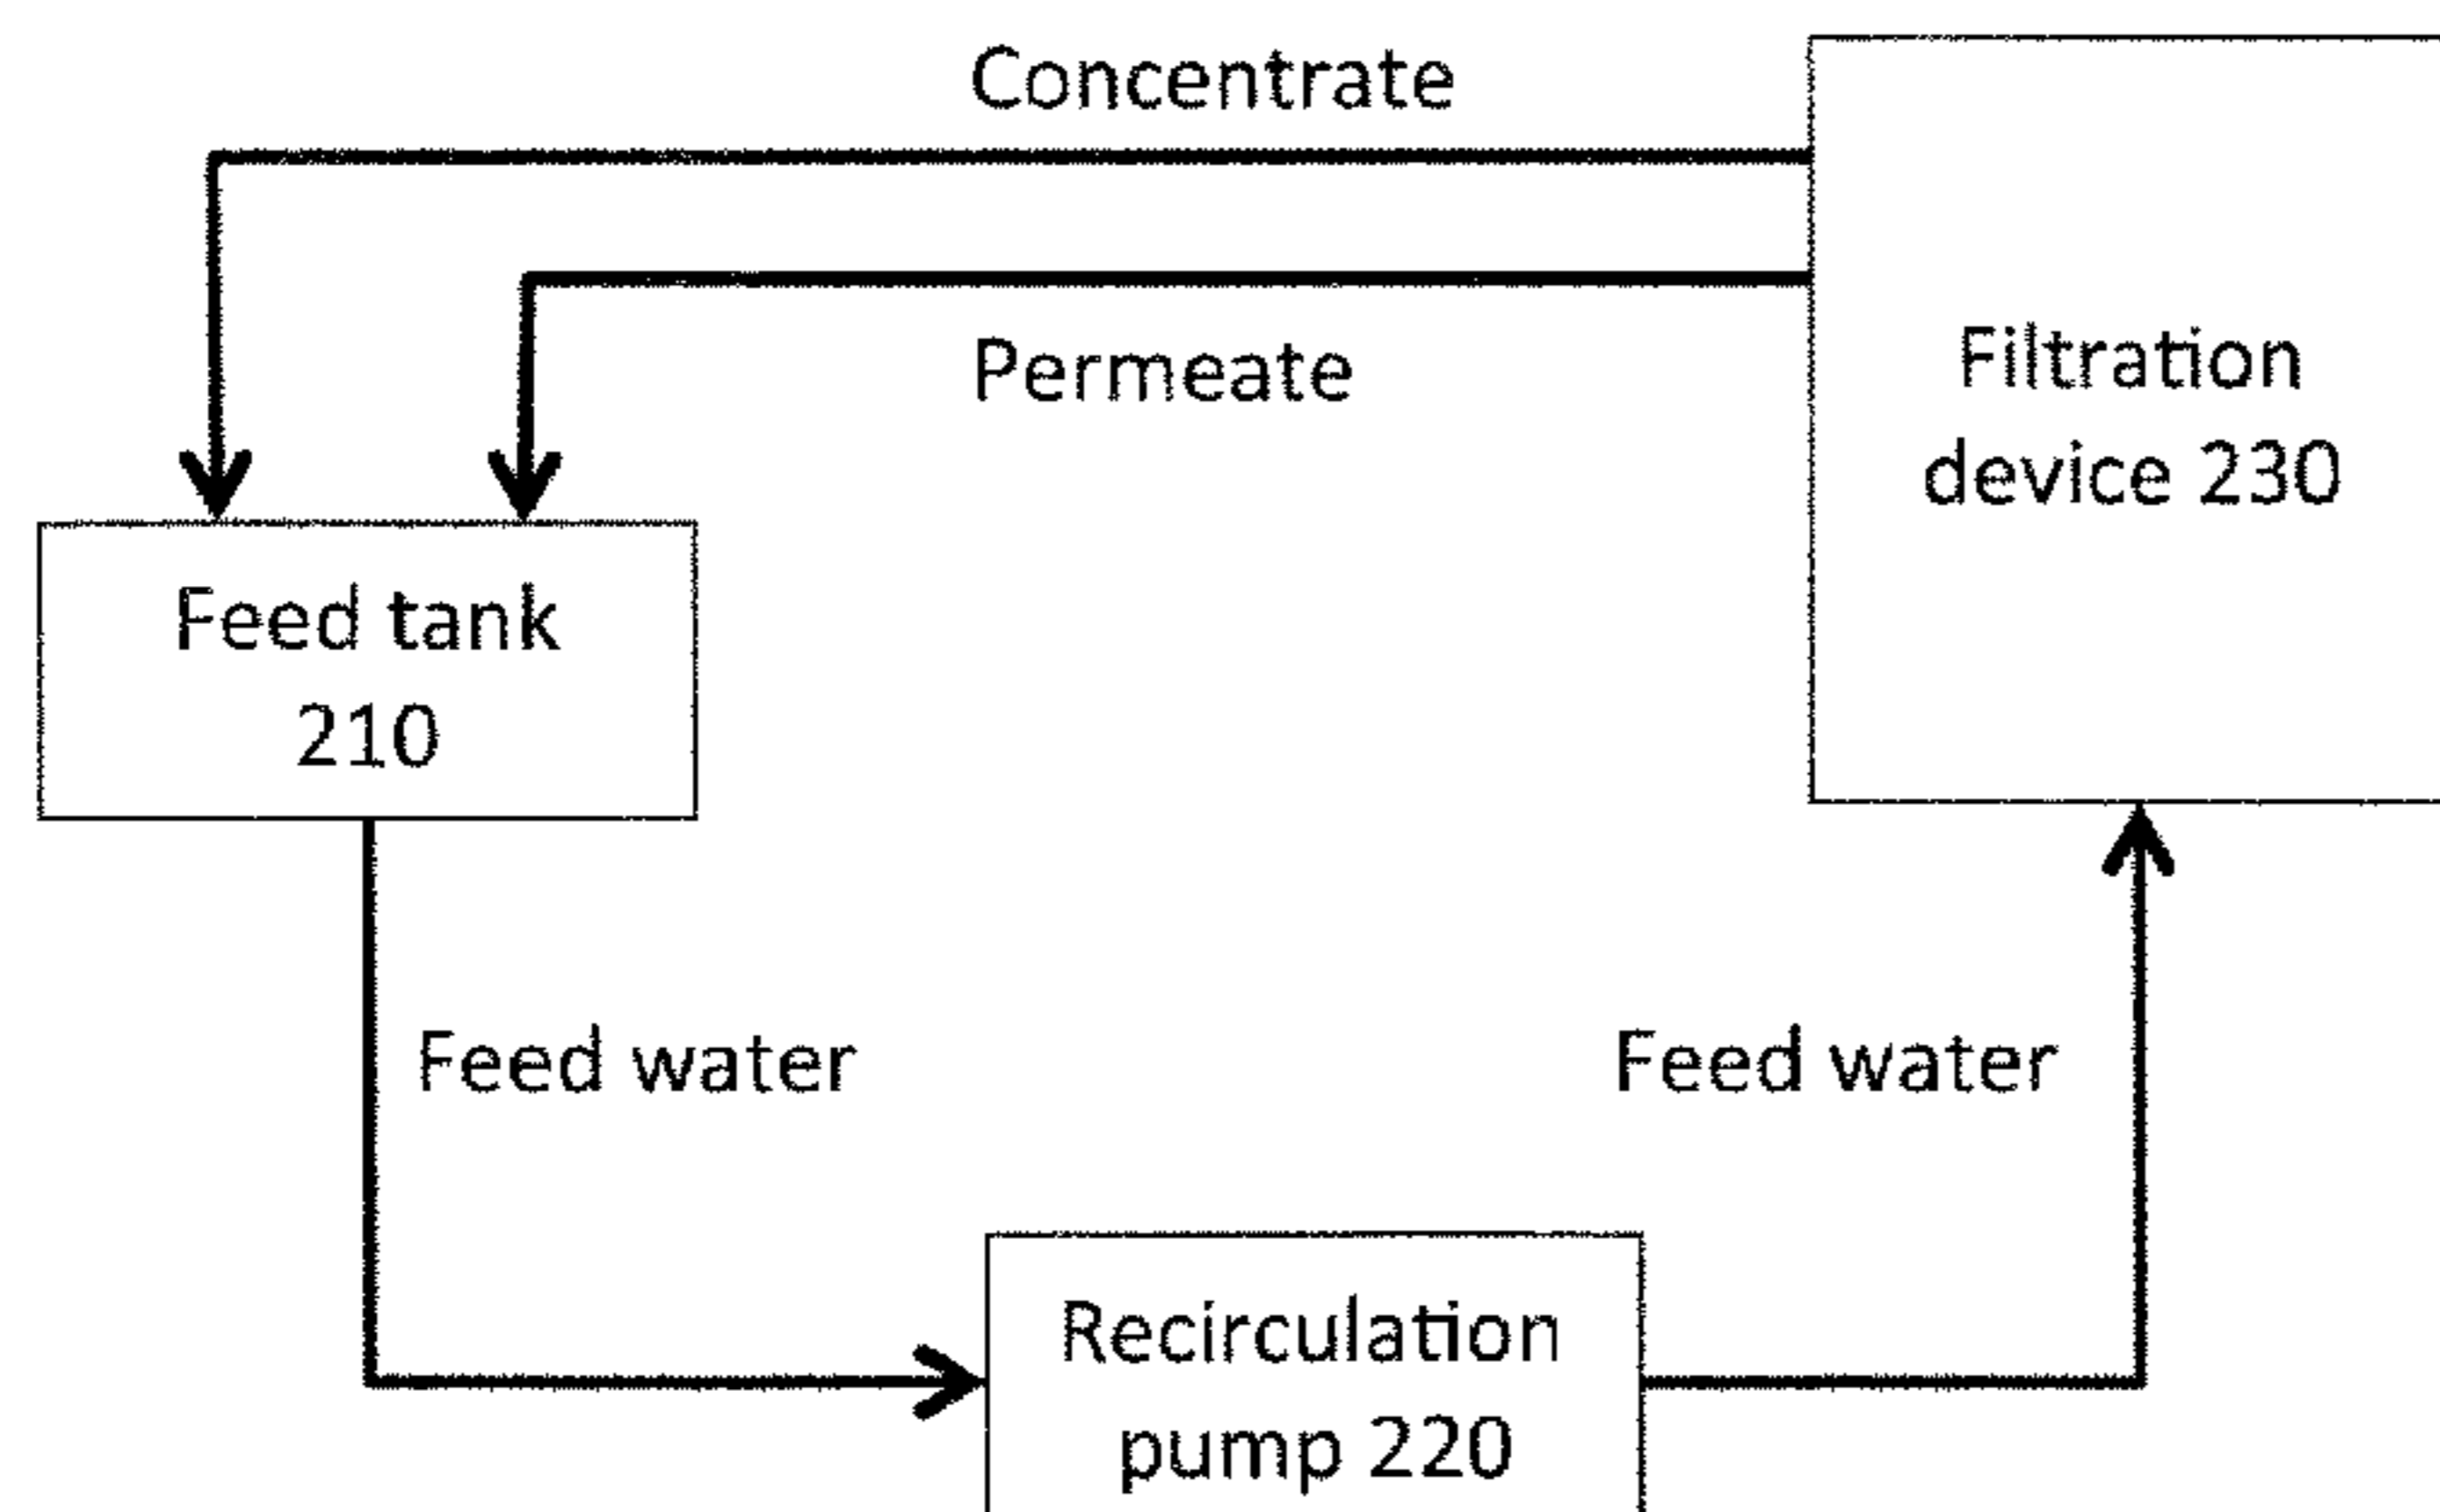 Concentrate
Permeate
Filtration
device 230
Feed tank
210
Feed water
Feed water
Recirculation
pump 220